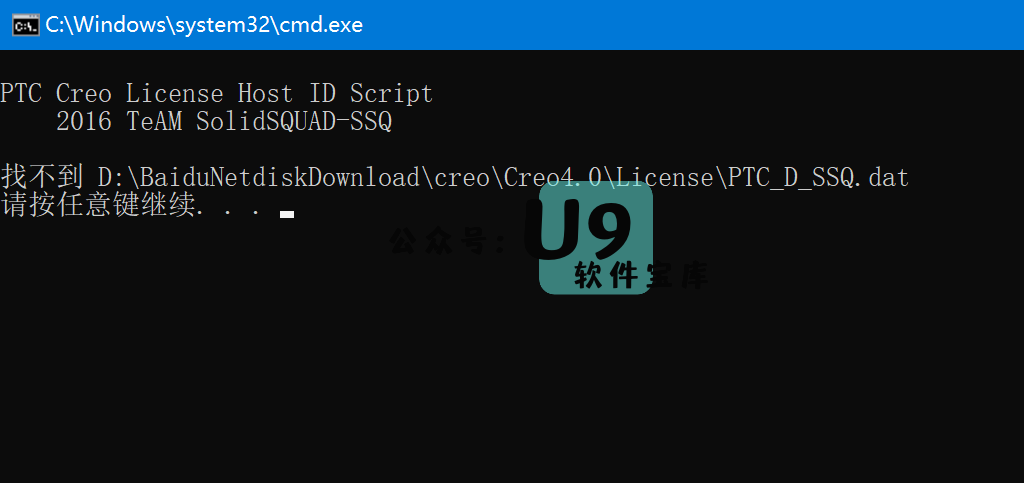 C:\Windows\system32\cmd.exe
PTC Creo License Host ID Script
2016 TeAM SolidSQUAD-SSQ
找不到 D:\BaiduNetdiskDownload\creo\Creo4.0\License\PTC_D_SSQ.dat
请按任意键继续. . .
公众号: U9
软件宝库